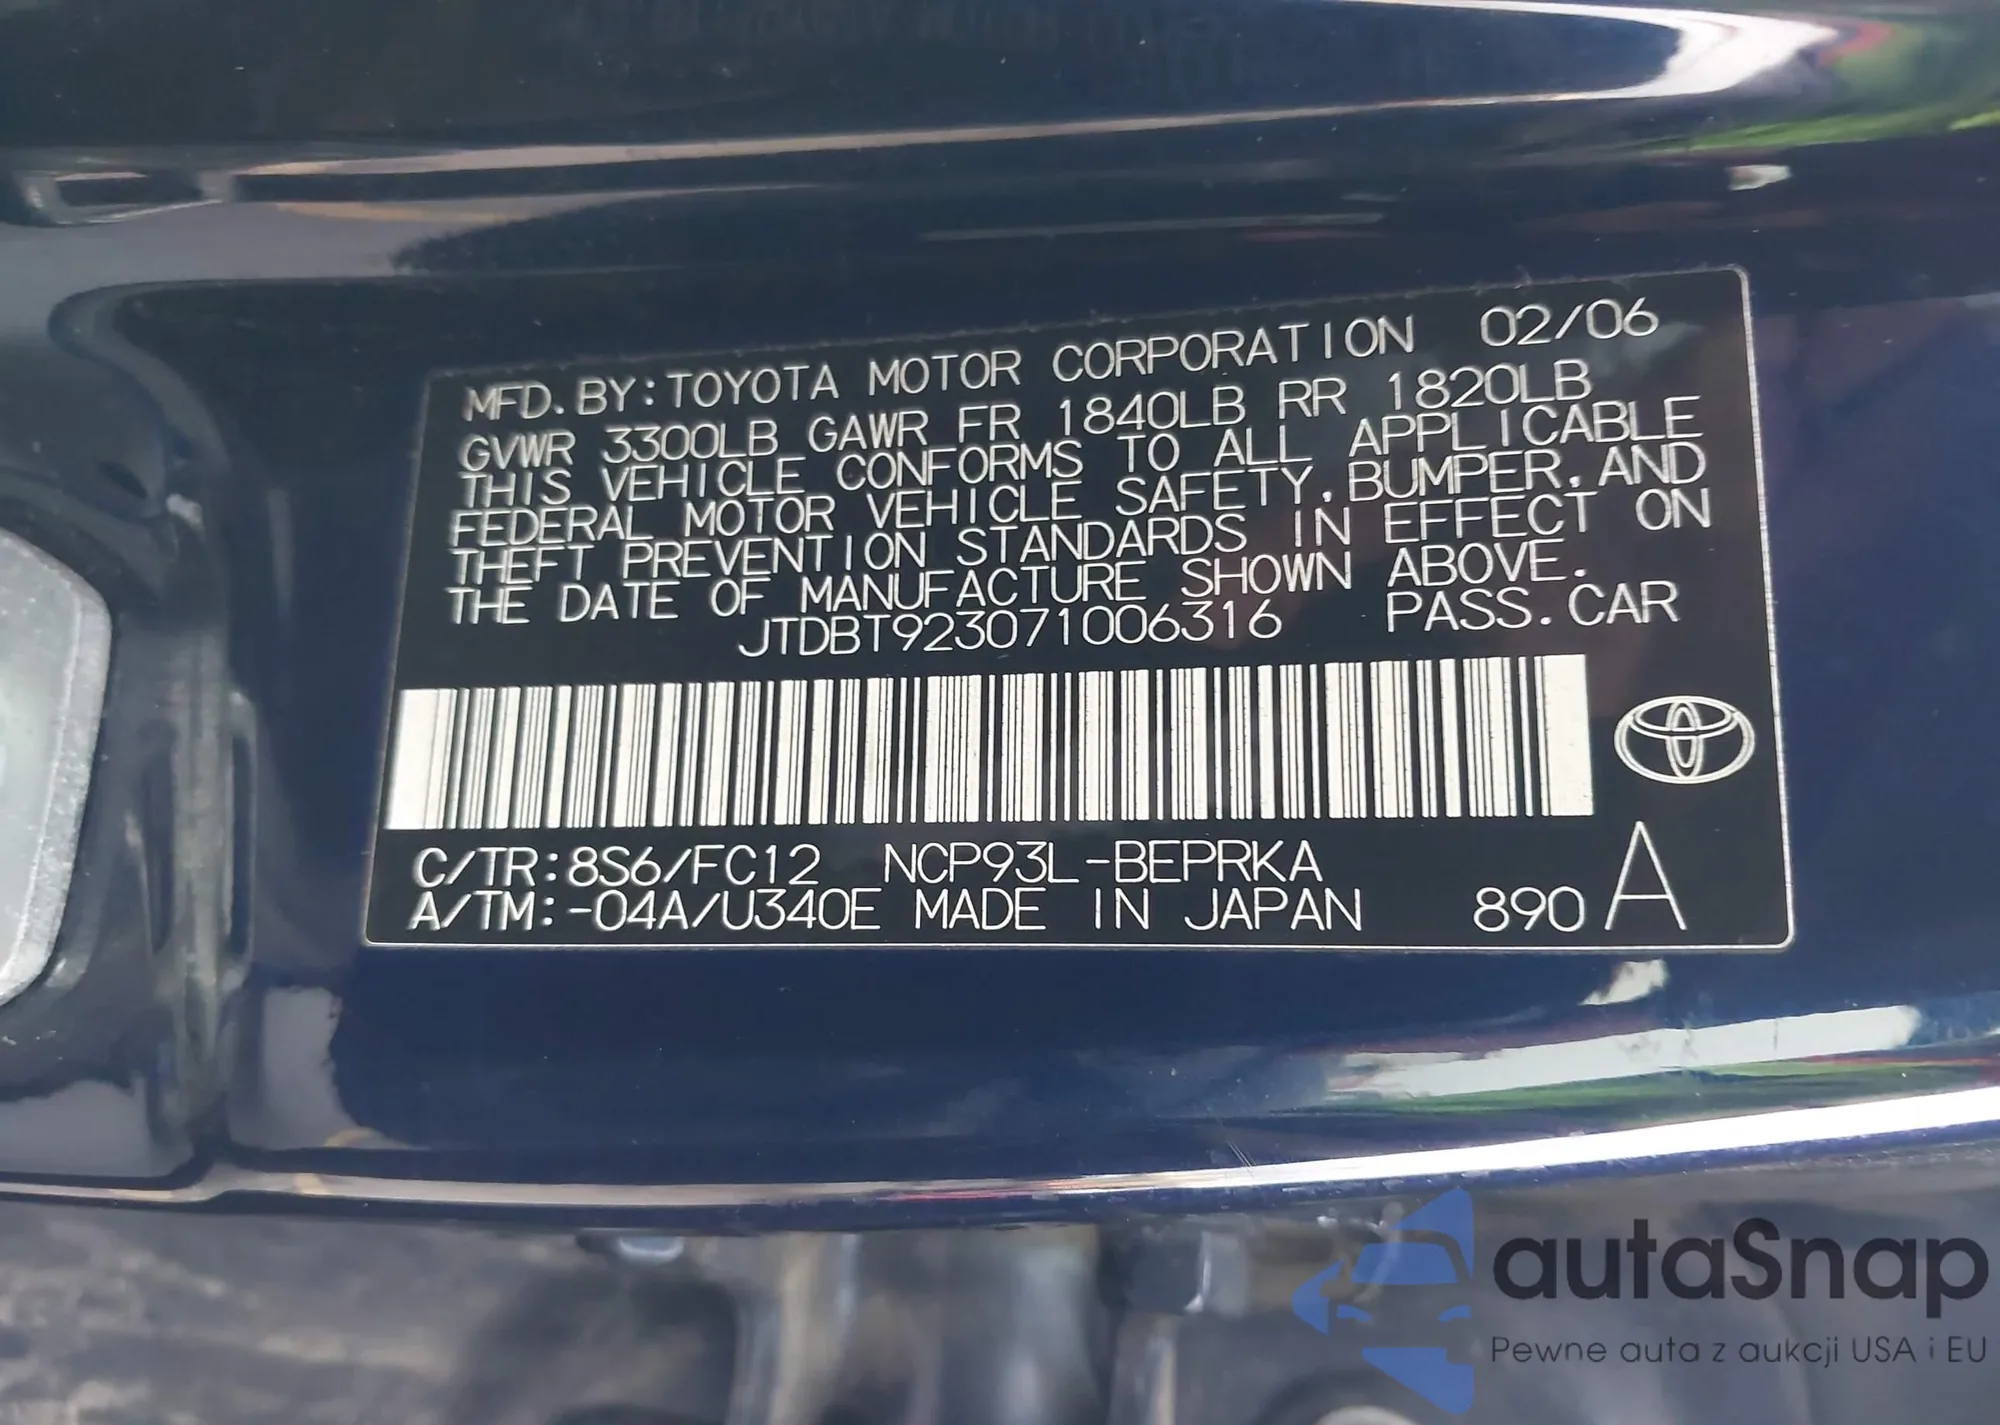 MFD. BY: TOYOTA MOTOR CORPORATION 02/06
GVWR 3300LB GAWR FR 1840LB RR 1820LB
THIS VEHICLE CONFORMS TO ALL APPLICABLE
FEDERAL MOTOR VEHICLE SAFETY, BUMPER, AND
THEFT PREVENTION STANDARDS IN EFFECT ON
THE DATE OF MANUFACTURE SHOWN ABOVE.
JTDBT923071006316 PASS. CAR
C/TR: 8S6/FC12 NCP93L-BEPRKA
A/TM: -04A/U340E MADE IN JAPAN 890 A
autaSnap
Pewne auta z aukcji USA i EU